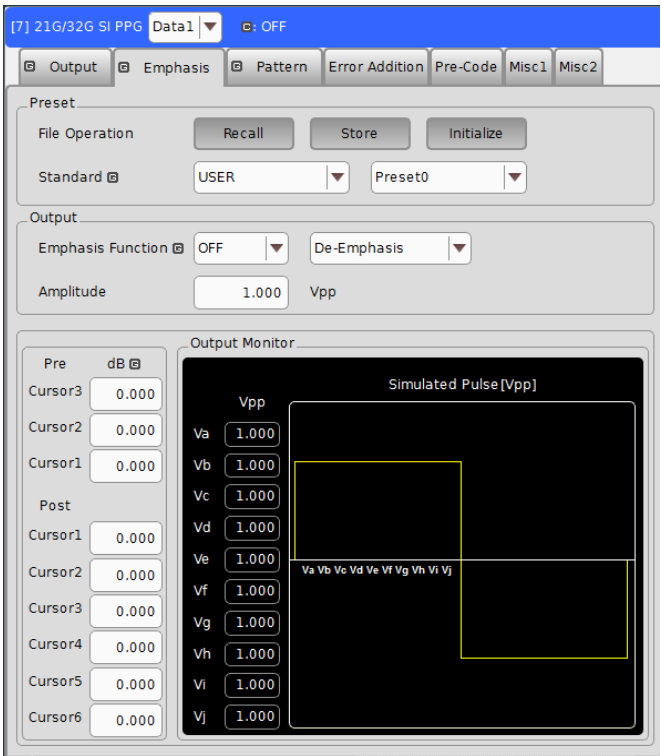 [7] 21G/32G SI PPG Data1 C: OFF
G Output G Emphasis G Pattern Error Addition Pre-Code Misc1 Misc2
Preset
File Operation Recall Store Initialize
Standard G USER Preset0
Output
Emphasis Function G OFF De-Emphasis
Amplitude 1.000 Vpp
Pre dB G
Cursor3 0.000
Cursor2 0.000
Cursor1 0.000
Post
Cursor1 0.000
Cursor2 0.000
Cursor3 0.000
Cursor4 0.000
Cursor5 0.000
Cursor6 0.000
Output Monitor
Simulated Pulse[Vpp]
Vpp
Va 1.000
Vb 1.000
Vc 1.000
Vd 1.000
Ve 1.000
Vf 1.000
Vg 1.000
Vh 1.000
Vi 1.000
Vj 1.000
Va Vb Vc Vd Ve Vf Vg Vh Vi Vj